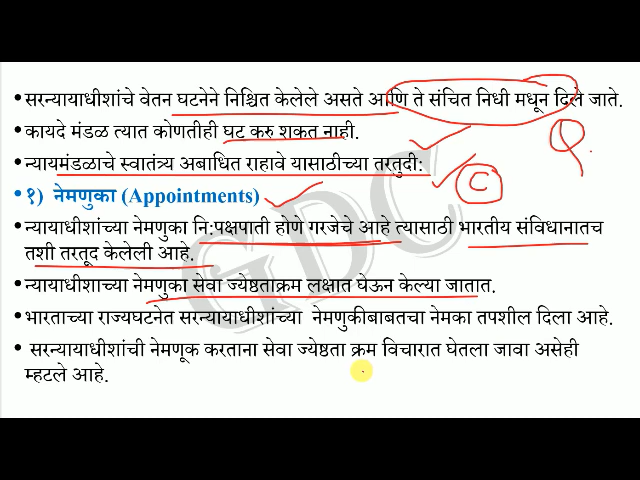 • सरन्यायाधीशांचे वेतन घटनेने निश्चित केलेले असते आणि ते संचित निधी मधून दिले जाते.
• कायदे मंडळ त्यात कोणतीही घट करु शकत नाही.
• न्यायमंडळाचे स्वातंत्र्य अबाधित राहावे यासाठीच्या तरतुदी:
• १) नेमणुका (Appointments)
• न्यायाधीशांच्या नेमणुका नि:पक्षपाती होणे गरजेचे आहे त्यासाठी भारतीय संविधानातच
तशी तरतूद केलेली आहे.
• न्यायाधीशाच्या नेमणुका सेवा ज्येष्ठताक्रम लक्षात घेऊन केल्या जातात.
• भारताच्या राज्यघटनेत सरन्यायाधीशांच्या नेमणुकीबाबतचा नेमका तपशील दिला आहे.
• सरन्यायाधीशांची नेमणूक करताना सेवा ज्येष्ठता क्रम विचारात घेतला जावा असेही
म्हटले आहे.
C
GDC